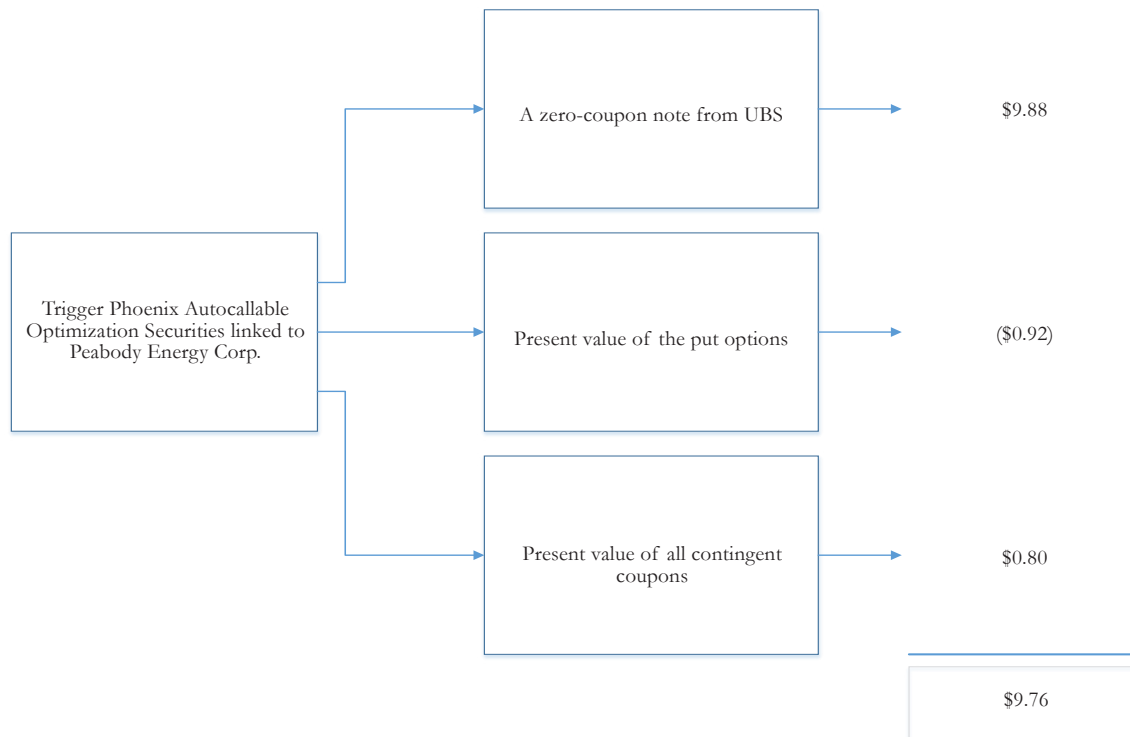 A zero-coupon note from UBS
$9.88
Trigger Phoenix Autocallable
Optimization Securities linked to
Peabody Energy Corp.
Present value of the put options
($0.92)
Present value of all contingent
coupons
$0.80
$9.76